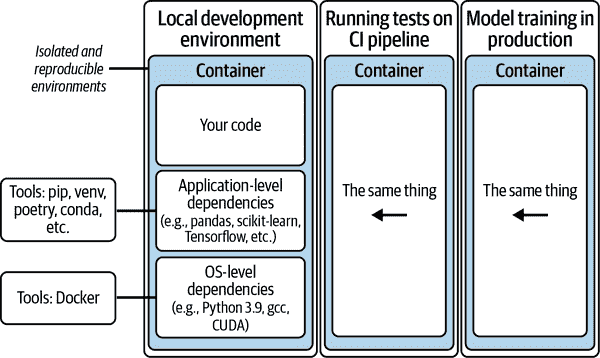 Local development
environment
Running tests on
CI pipeline
Model training in
production
Isolated and
reproducible
environments
Container
Container
Container
Your code
Tools: pip, venv,
poetry, conda,
etc.
Application-level
dependencies
(e.g., pandas, scikit-learn,
Tensorflow, etc.)
The same thing
The same thing
Tools: Docker
OS-level
dependencies
(e.g., Python 3.9, gcc,
CUDA)